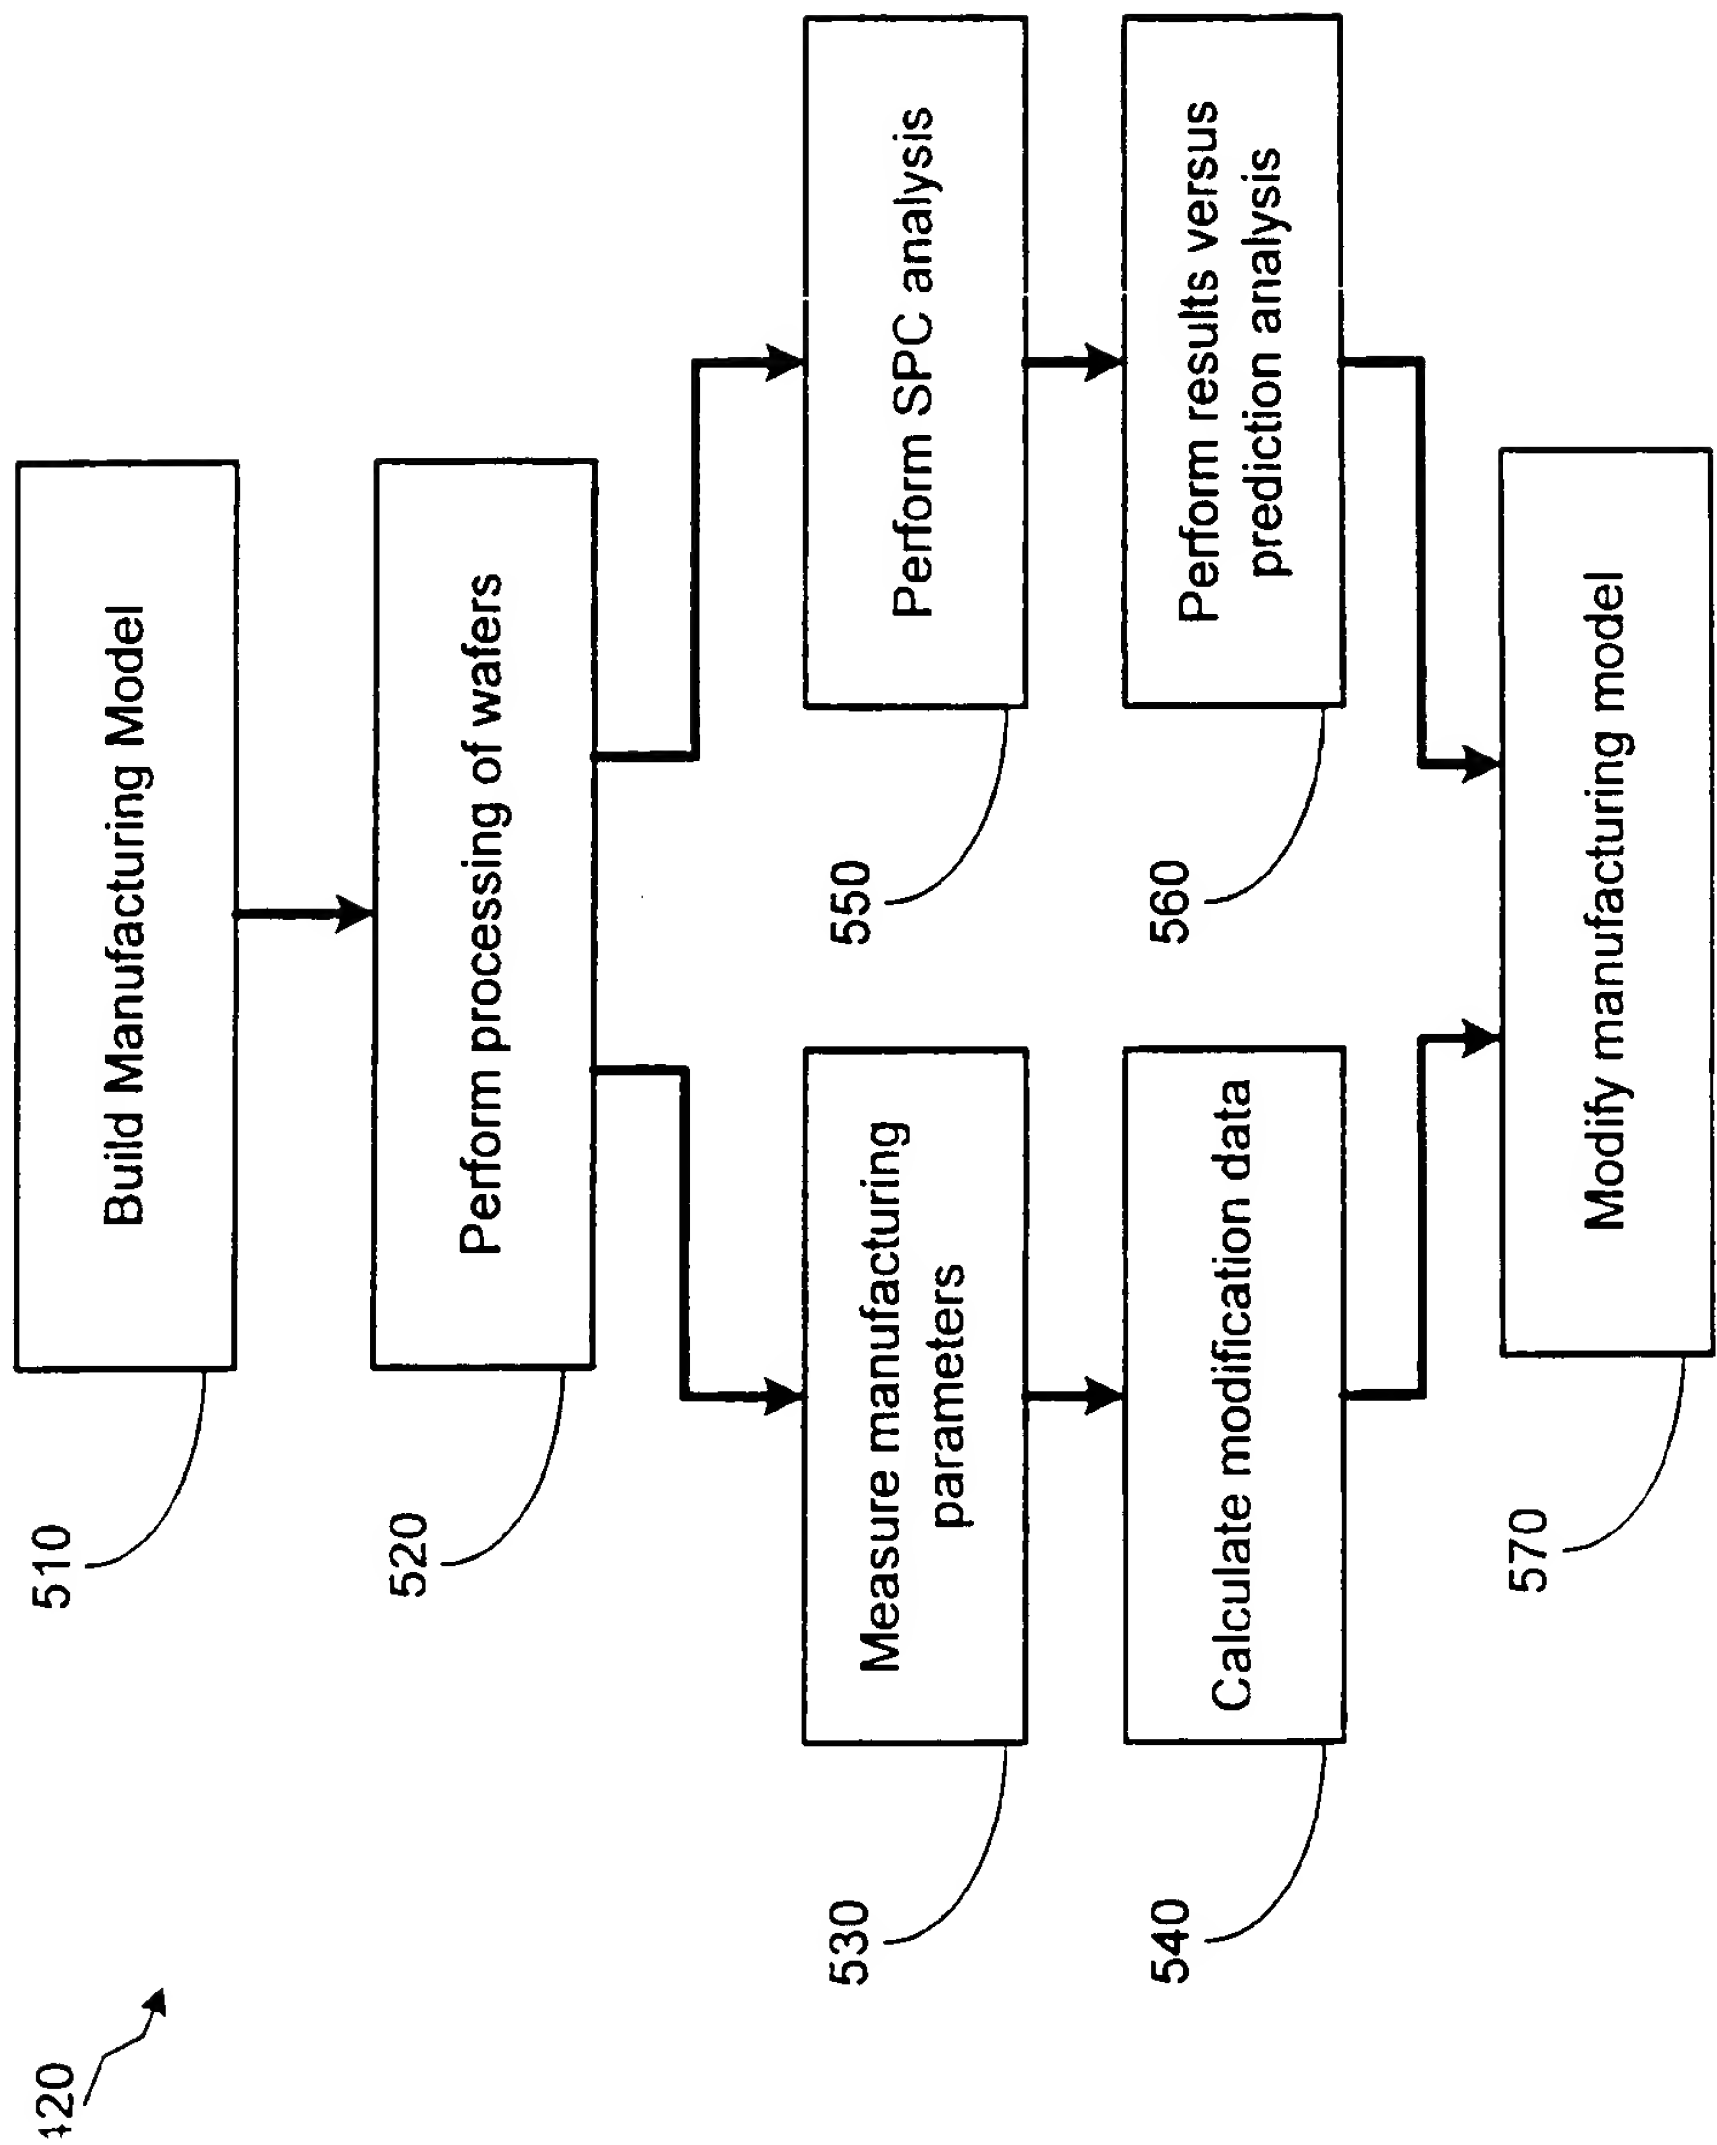 Build Manufacturing Model
510
Perform processing of wafers
520
Measure manufacturing
parameters
530
Calculate modification data
540
Perform SPC analysis
550
Perform results versus
prediction analysis
560
Modify manufacturing model
570
420